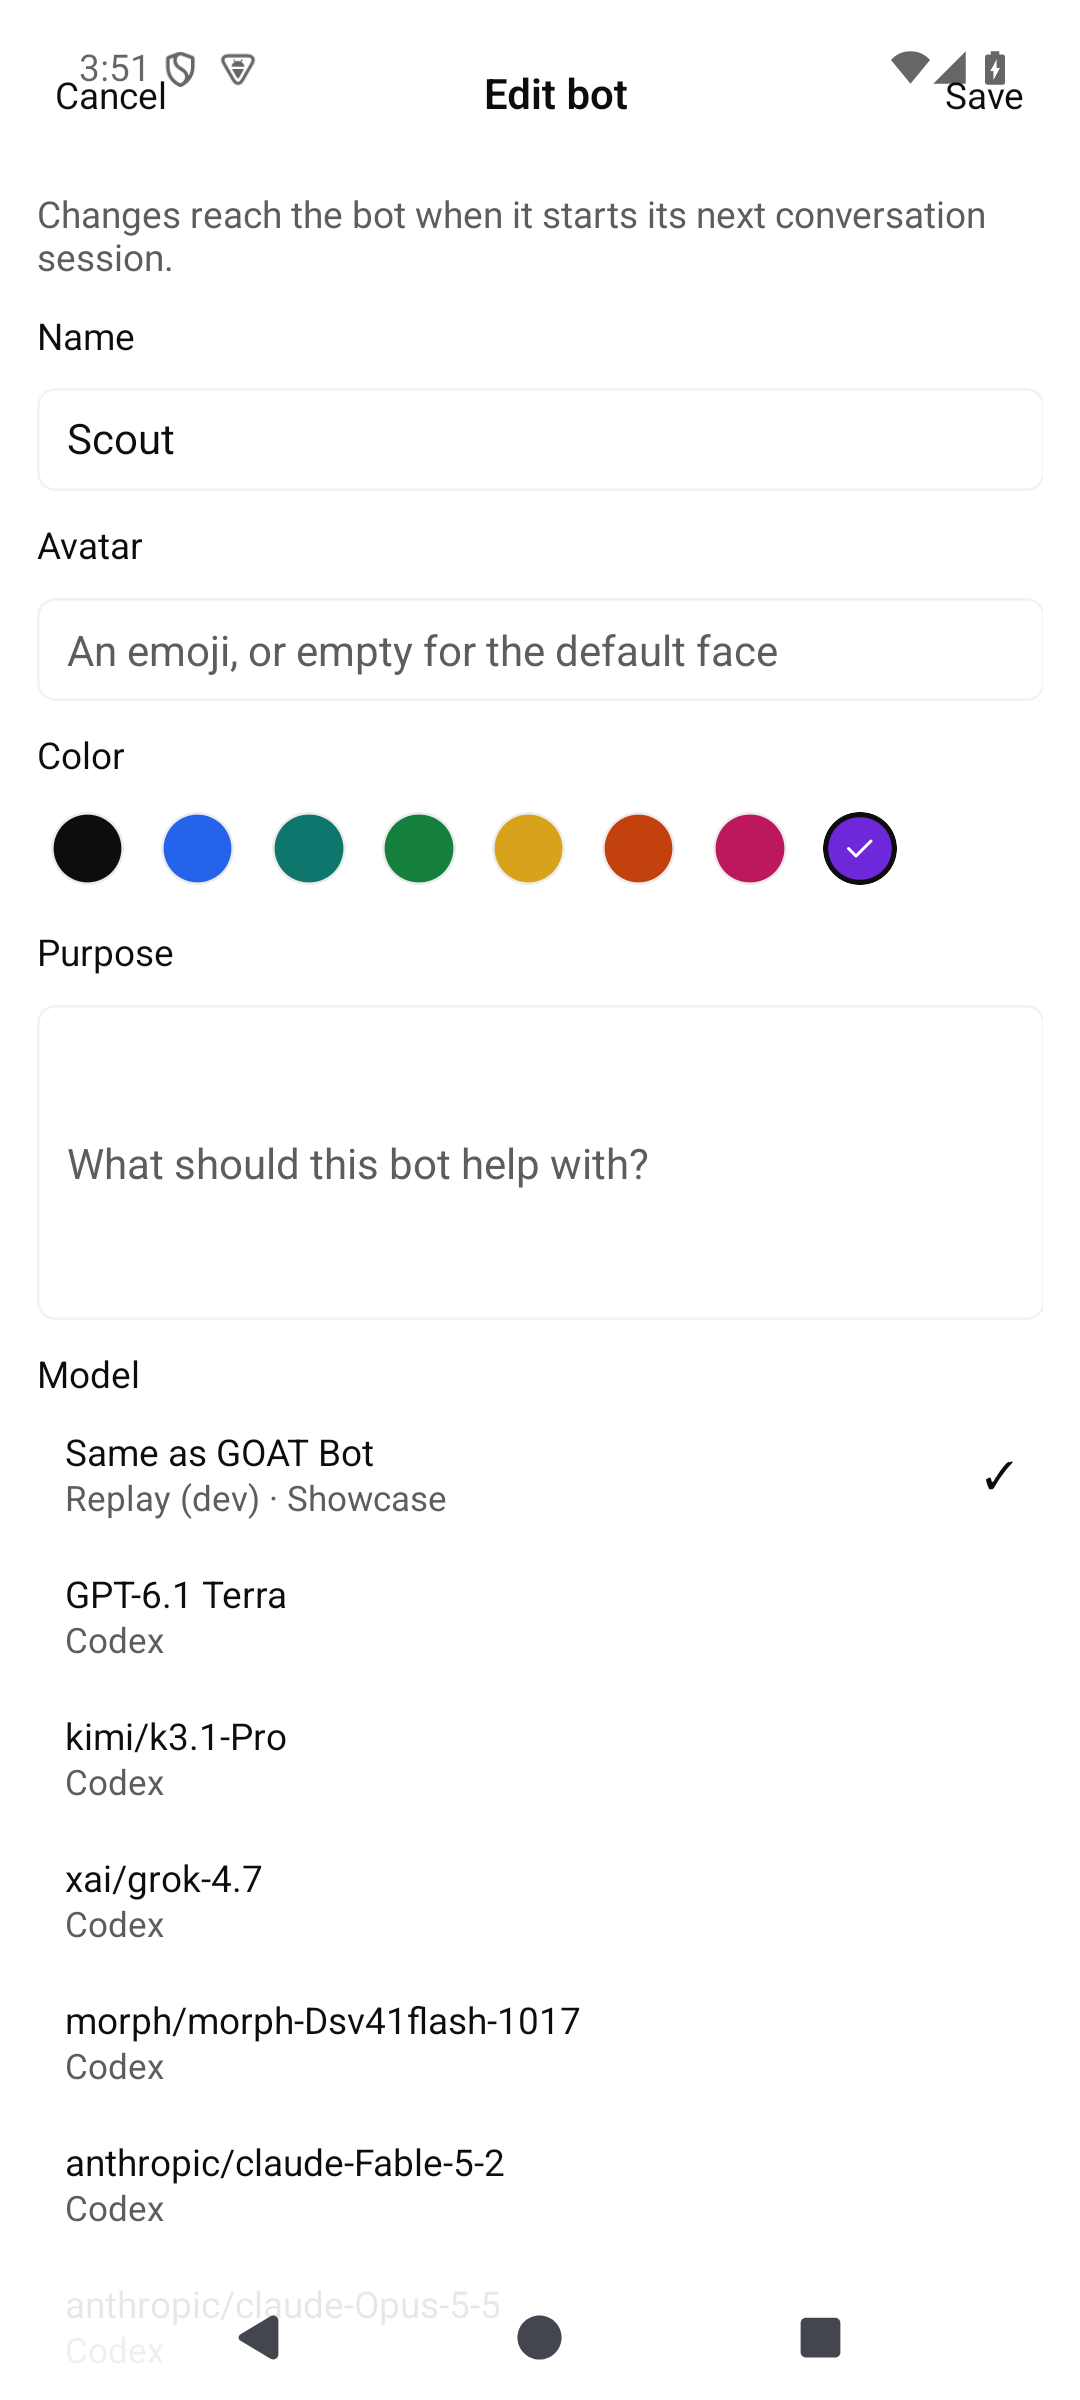 3:51
Cancel
Edit bot
Save
Changes reach the bot when it starts its next conversation
session.
Name
Scout
Avatar
An emoji, or empty for the default face
Color
Purpose
What should this bot help with?
Model
Same as GOAT Bot
Replay (dev) · Showcase
✓
GPT-6.1 Terra
Codex
kimi/k3.1-Pro
Codex
xai/grok-4.7
Codex
morph/morph-Dsv41flash-1017
Codex
anthropic/claude-Fable-5-2
Codex
anthropic/claude-Opus-5-5
Codex